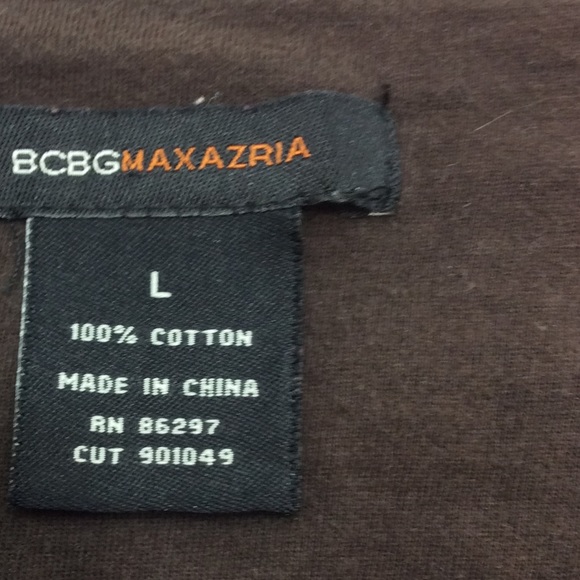 BCBGMAXAZRIA
L
100% COTTON
MADE IN CHINA
RN 86297
CUT 901049